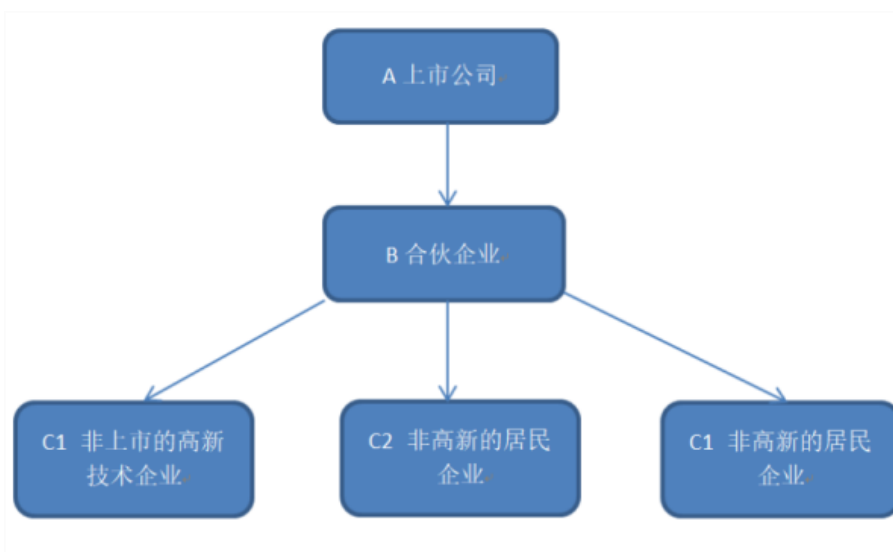 A 上市公司
B 合伙企业
C1 非上市的高新
技术企业
C2 非高新的居民
企业
C1 非高新的居民
企业